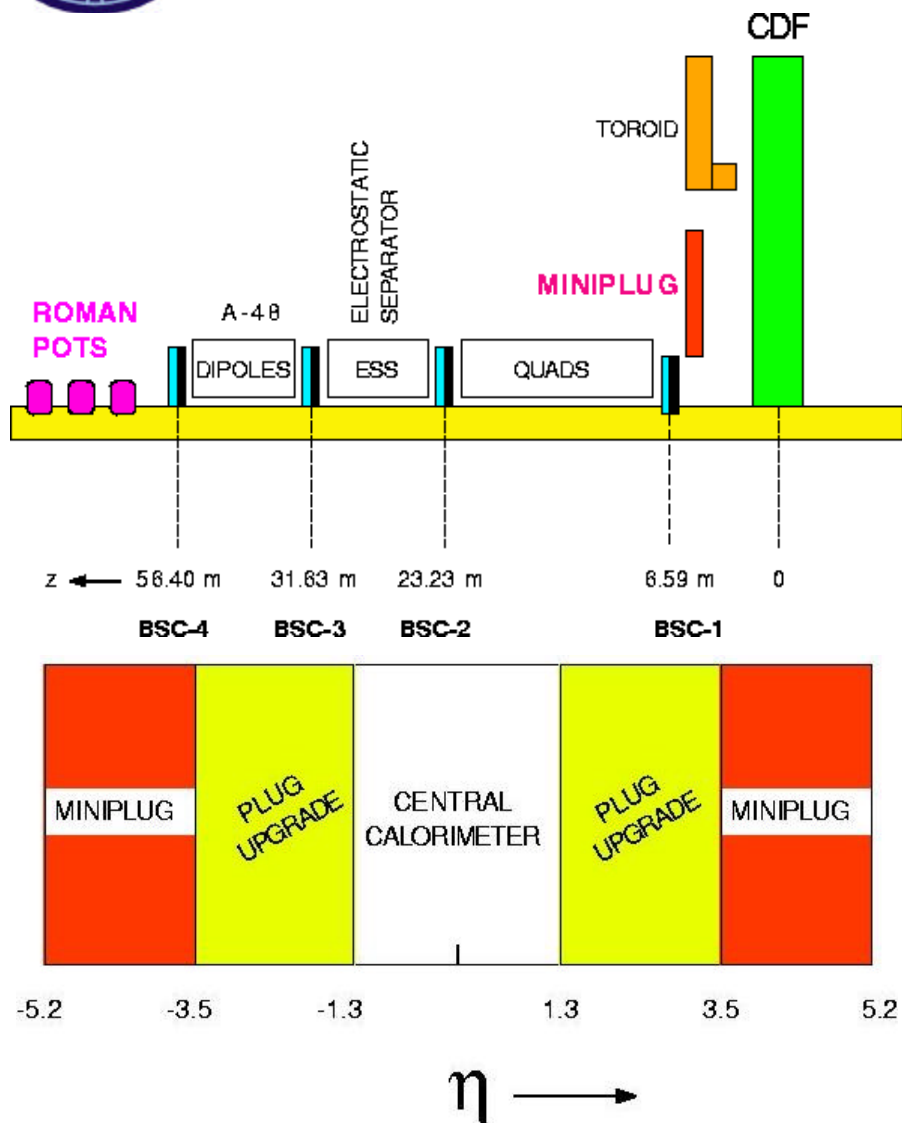 CDF
TOROID
ELECTROSTATIC
SEPARATOR
MINIPLUG
ROMAN
POTS
A-48
DIPOLES
ESS
QUADS
z
56.40 m
31.63 m
23.23 m
6.59 m
0
BSC-4
BSC-3
BSC-2
BSC-1
MINIPLUG
PLUG
UPGRADE
CENTRAL
CALORIMETER
PLUG
UPGRADE
MINIPLUG
-5.2
-3.5
-1.3
1.3
3.5
5.2
η